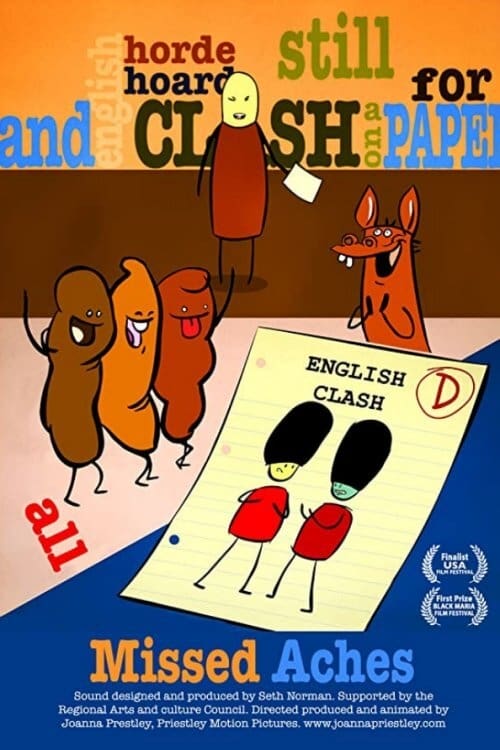 english
horde
still
hoard
for
and CLASH a on PAPER
ENGLISH
CLASH
D
all
Finalist
USA
FILM FESTIVAL
First Prize
BLACK MARIA
FILM FESTIVAL
Missed Aches
Sound designed and produced by Seth Norman. Supported by the
Regional Arts and culture Council. Directed produced and animated by
Joanna Prestley, Priestley Motion Pictures. www.joannapriestley.com